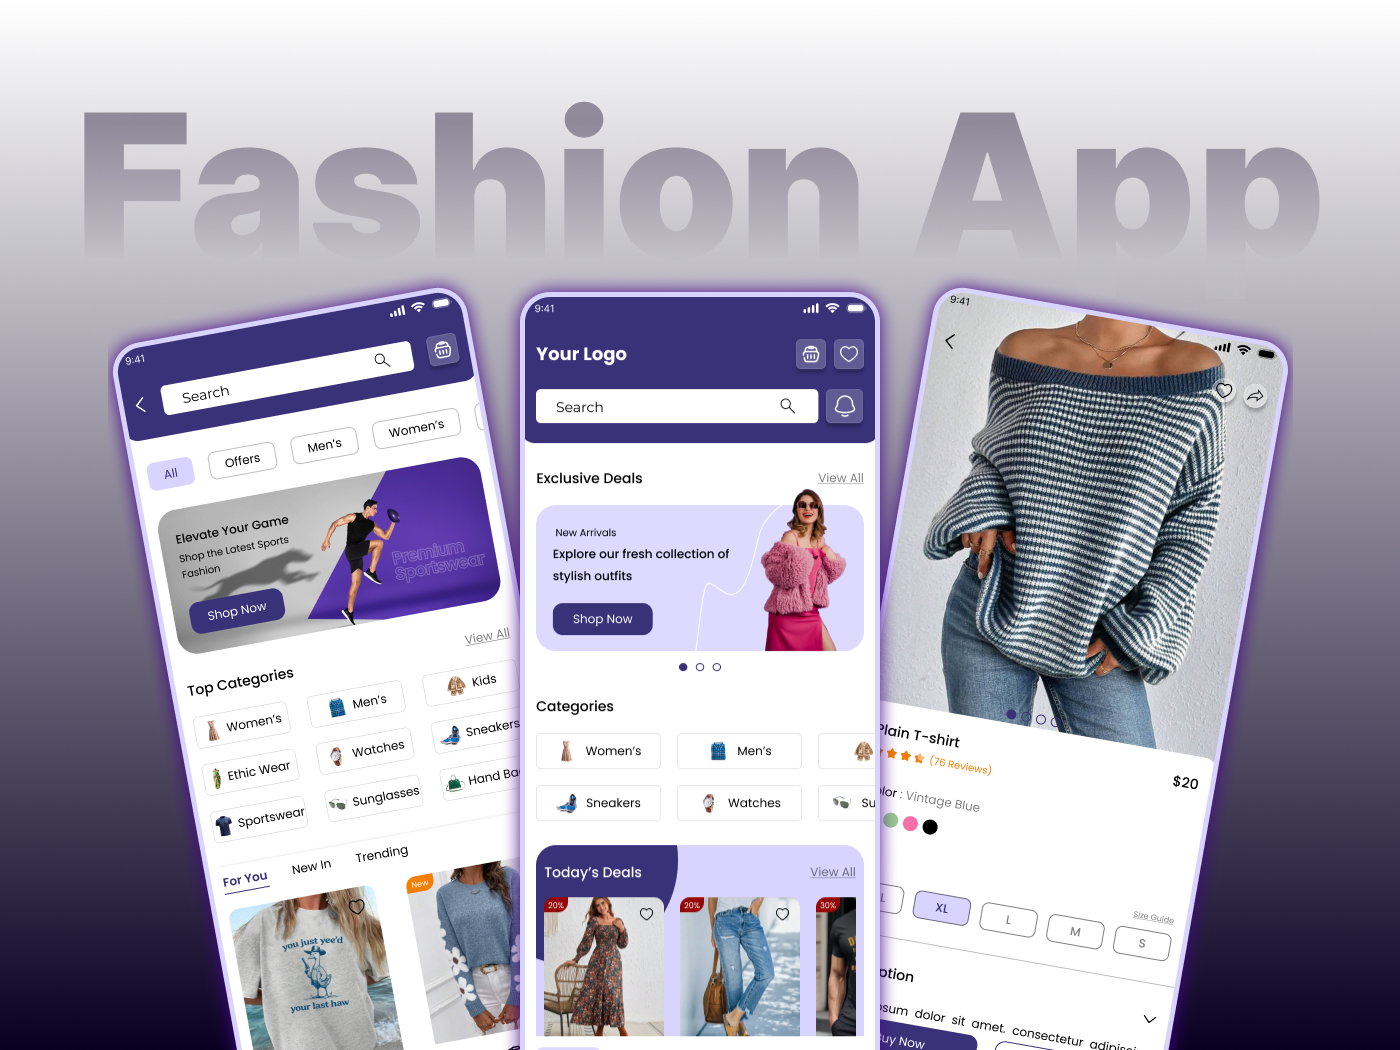 Fashion App
9:41
Search
All
Offers
Men's
Women's
Elevate Your Game
Shop the Latest Sports
Fashion
Premium
Sportswear
Shop Now
View All
Top Categories
Women's
Men's
Kids
Ethic Wear
Watches
Sneakers
Sportswear
Sunglasses
Hand Ba
For You
New In
Trending
you just yee'd
your last haw
New
9:41
Your Logo
Search
Exclusive Deals
View All
New Arrivals
Explore our fresh collection of
stylish outfits
Shop Now
Categories
Women's
Men's
Sneakers
Watches
Su
Today's Deals
View All
20%
20%
30%
9:41
Plain T-shirt
(76 Reviews)
$20
olor : Vintage Blue
Size Guide
L
XL
L
M
S
ption
psum dolor sit amet. consectetur
uy Now